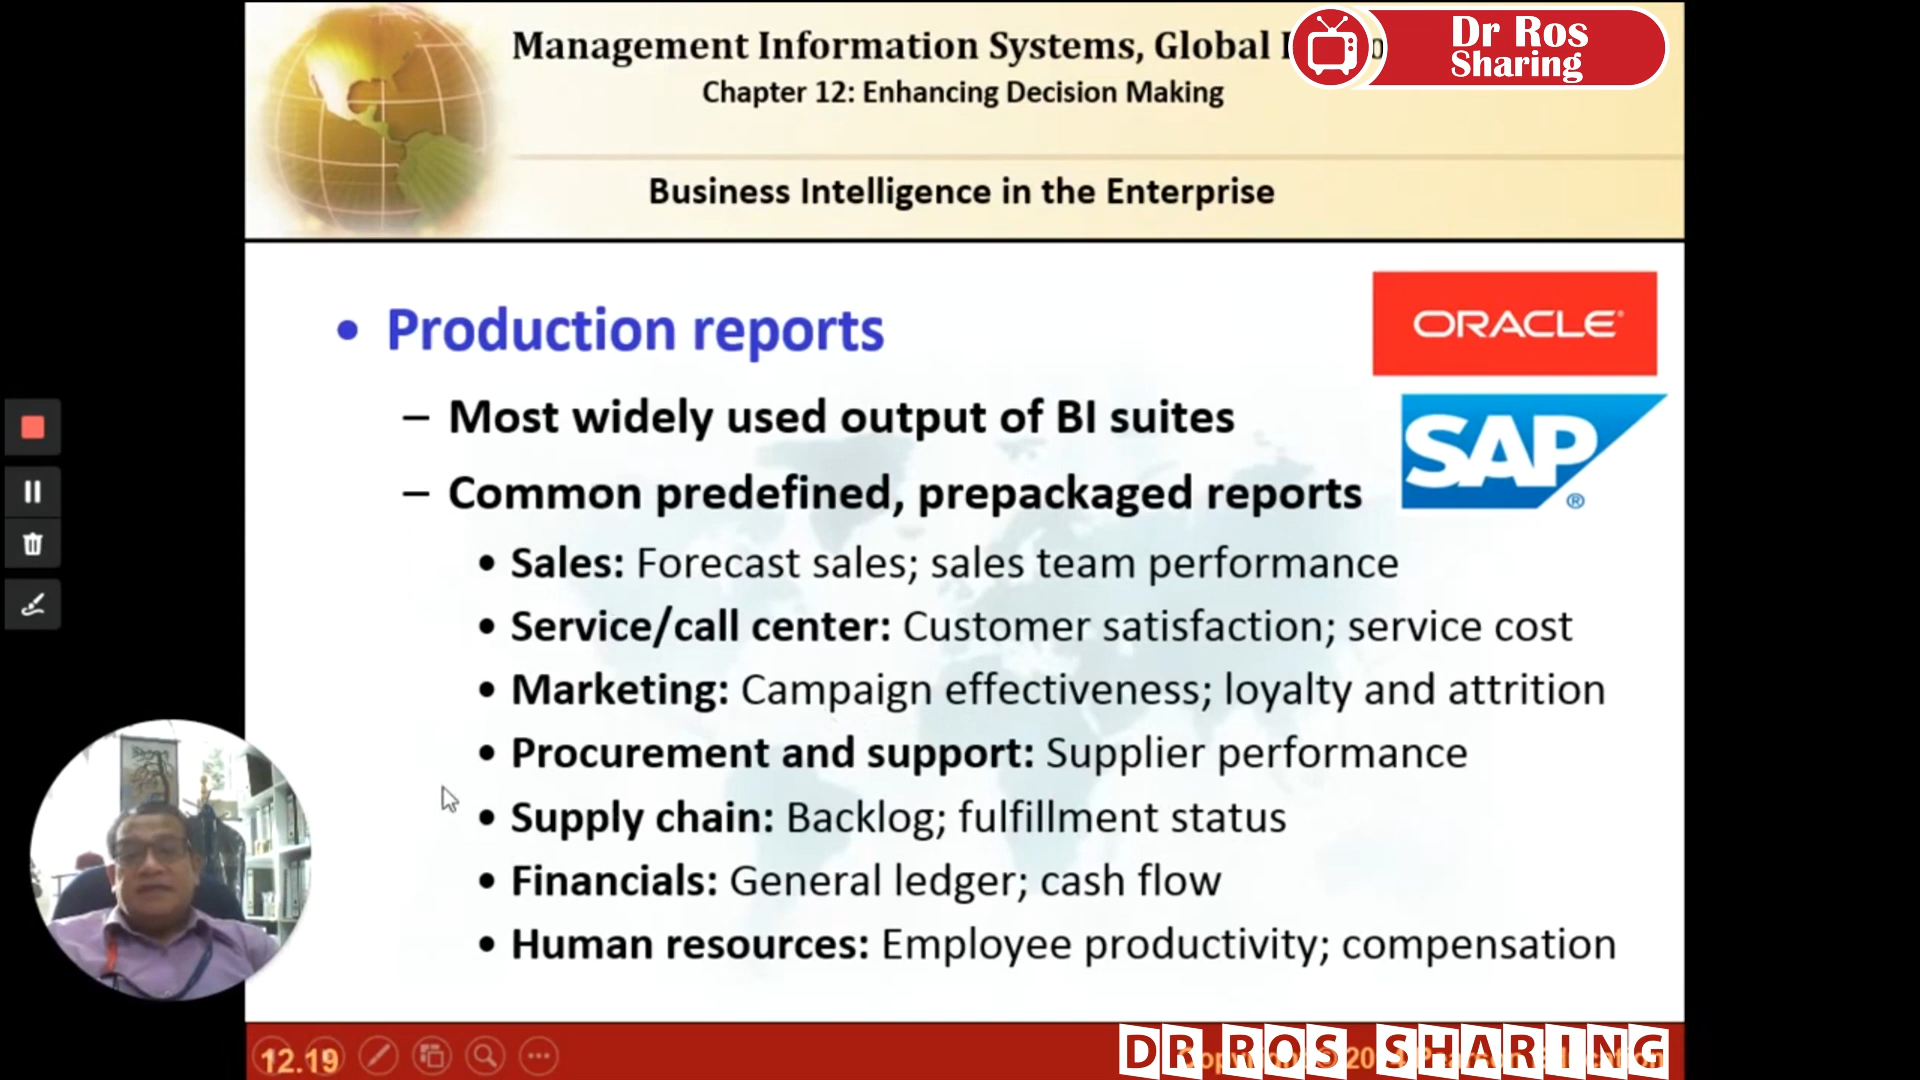 Management Information Systems, Global
Dr Ros
Sharing
Chapter 12: Enhancing Decision Making
Business Intelligence in the Enterprise
• Production reports
ORACLE®
– Most widely used output of BI suites
SAP®
– Common predefined, prepackaged reports
• Sales: Forecast sales; sales team performance
• Service/call center: Customer satisfaction; service cost
• Marketing: Campaign effectiveness; loyalty and attrition
• Procurement and support: Supplier performance
• Supply chain: Backlog; fulfillment status
• Financials: General ledger; cash flow
• Human resources: Employee productivity; compensation
12.19
DR ROS SHARING